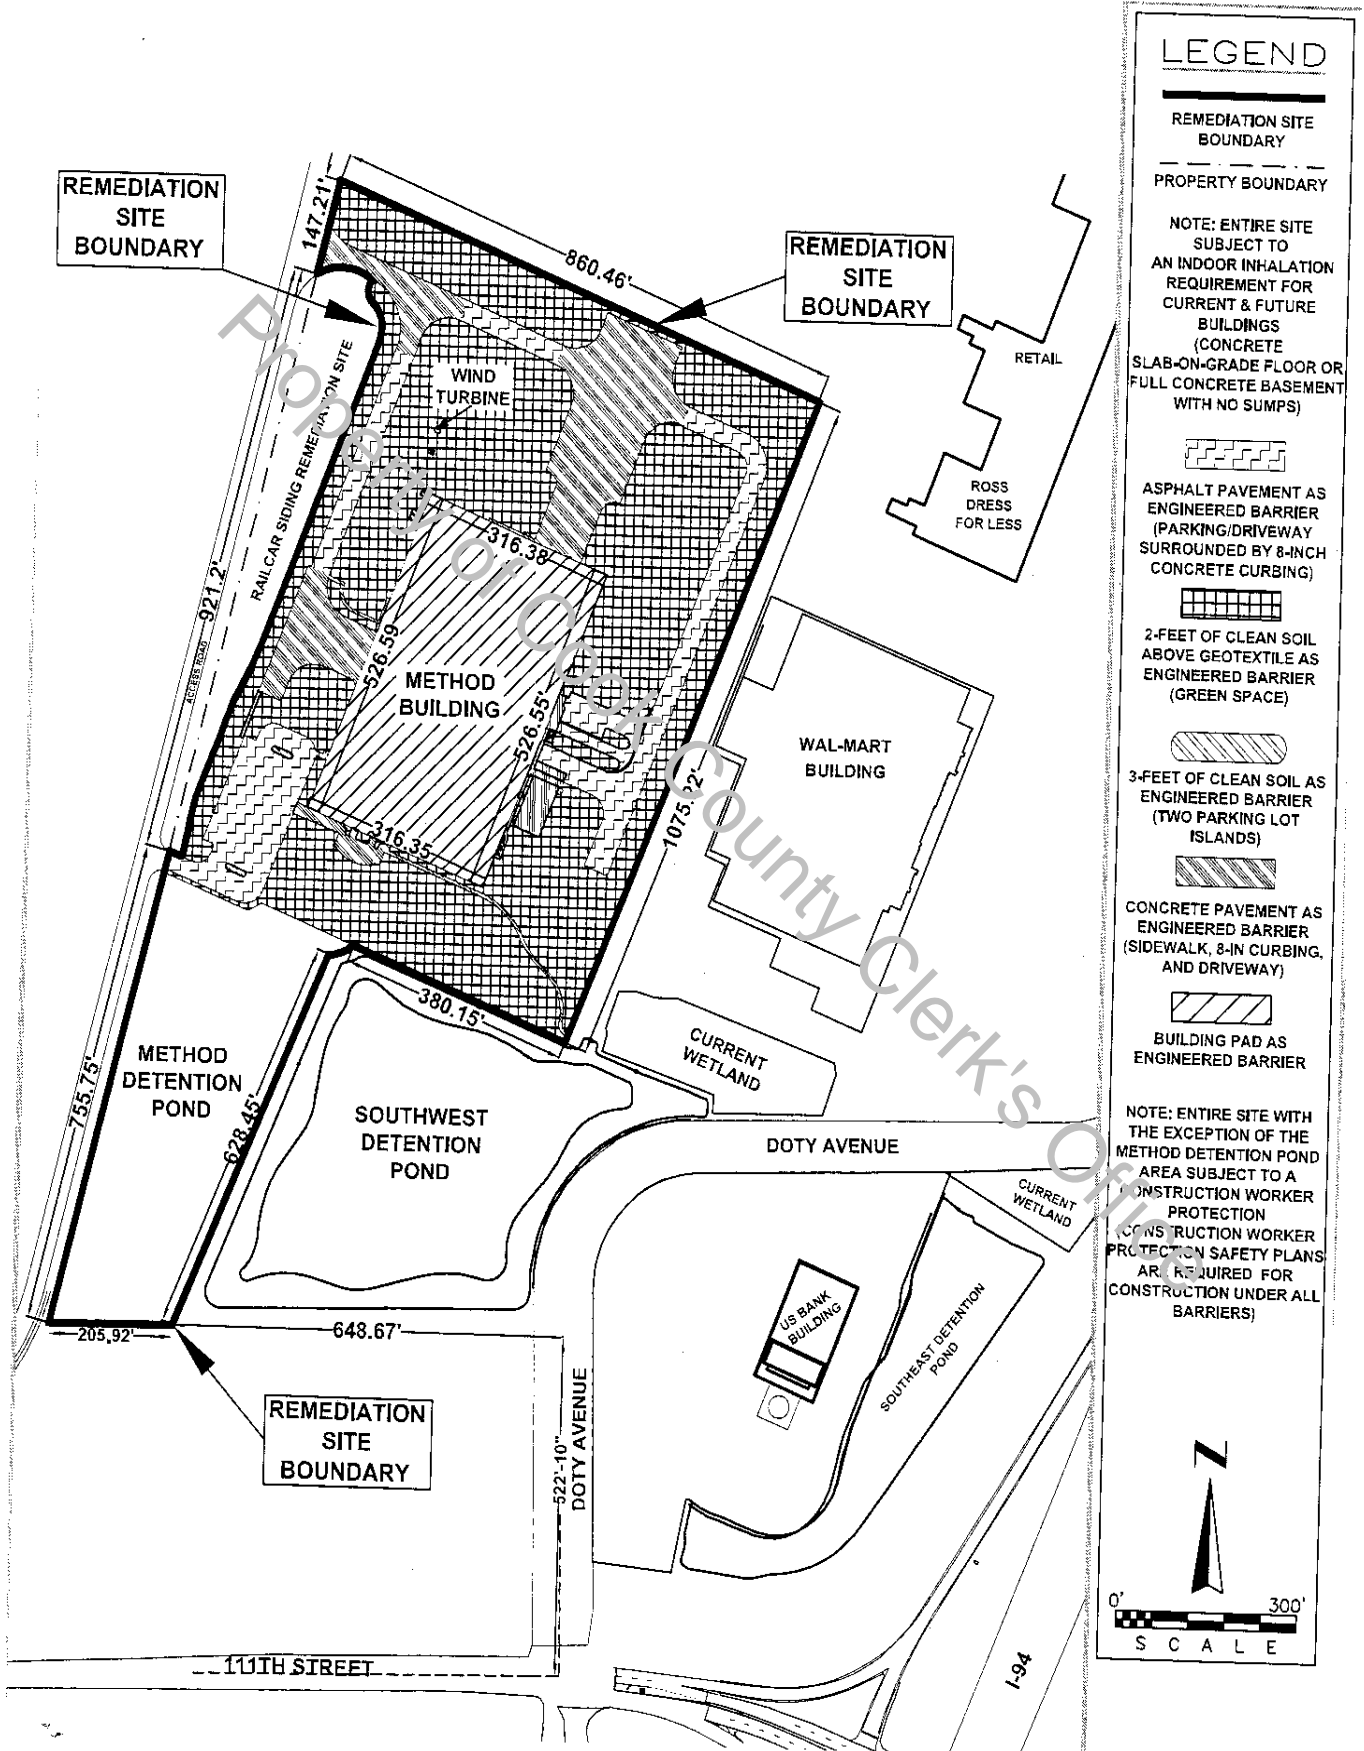 LEGEND
REMEDIATION SITE
BOUNDARY
PROPERTY BOUNDARY
NOTE: ENTIRE SITE
SUBJECT TO
AN INDOOR INHALATION
REQUIREMENT FOR
CURRENT & FUTURE
BUILDINGS
(CONCRETE
SLAB-ON-GRADE FLOOR OR
FULL CONCRETE BASEMENT
WITH NO SUMPS)
ASPHALT PAVEMENT AS
ENGINEERED BARRIER
(PARKING/DRIVEWAY
SURROUNDED BY 8-INCH
CONCRETE CURBING)
2-FEET OF CLEAN SOIL
ABOVE GEOTEXTILE AS
ENGINEERED BARRIER
(GREEN SPACE)
3-FEET OF CLEAN SOIL AS
ENGINEERED BARRIER
(TWO PARKING LOT
ISLANDS)
CONCRETE PAVEMENT AS
ENGINEERED BARRIER
(SIDEWALK, 8-IN CURBING,
AND DRIVEWAY)
BUILDING PAD AS
ENGINEERED BARRIER
NOTE: ENTIRE SITE WITH
THE EXCEPTION OF THE
METHOD DETENTION POND
AREA SUBJECT TO A
CONSTRUCTION WORKER
PROTECTION
(CONSTRUCTION WORKER
PROTECTION SAFETY PLANS
ARE REQUIRED FOR
CONSTRUCTION UNDER ALL
BARRIERS)
N
0' 300'
SCALE
REMEDIATION
SITE
BOUNDARY
147.21'
860.46'
REMEDIATION
SITE
BOUNDARY
RETAIL
WIND
TURBINE
RAILCAR SIDING REMEDIATION SITE
ROSS
DRESS
FOR LESS
316.38
921.2'
ACCESS ROAD
526.59
METHOD
BUILDING
526.55'
WAL-MART
BUILDING
316.35
380.15'
CURRENT
WETLAND
METHOD
DETENTION
POND
755.75'
628.45'
SOUTHWEST
DETENTION
POND
DOTY AVENUE
CURRENT
WETLAND
US BANK
BUILDING
SOUTHEAST DETENTION
POND
205.92'
648.67'
REMEDIATION
SITE
BOUNDARY
522'-10"
DOTY AVENUE
111TH STREET
I-94
Property of Cook County Clerk's Office